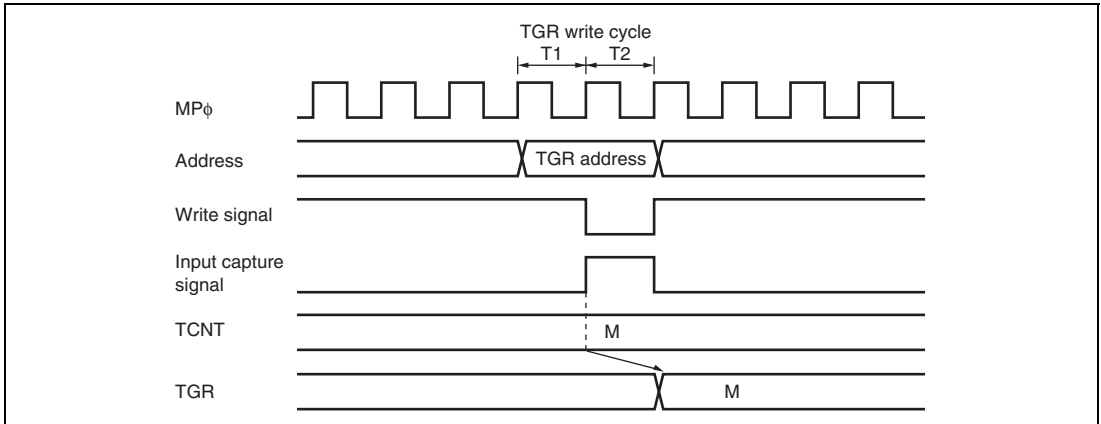 TGR write cycle
T1 T2
MPϕ
Address
TGR address
Write signal
Input capture
signal
TCNT
M
TGR
M